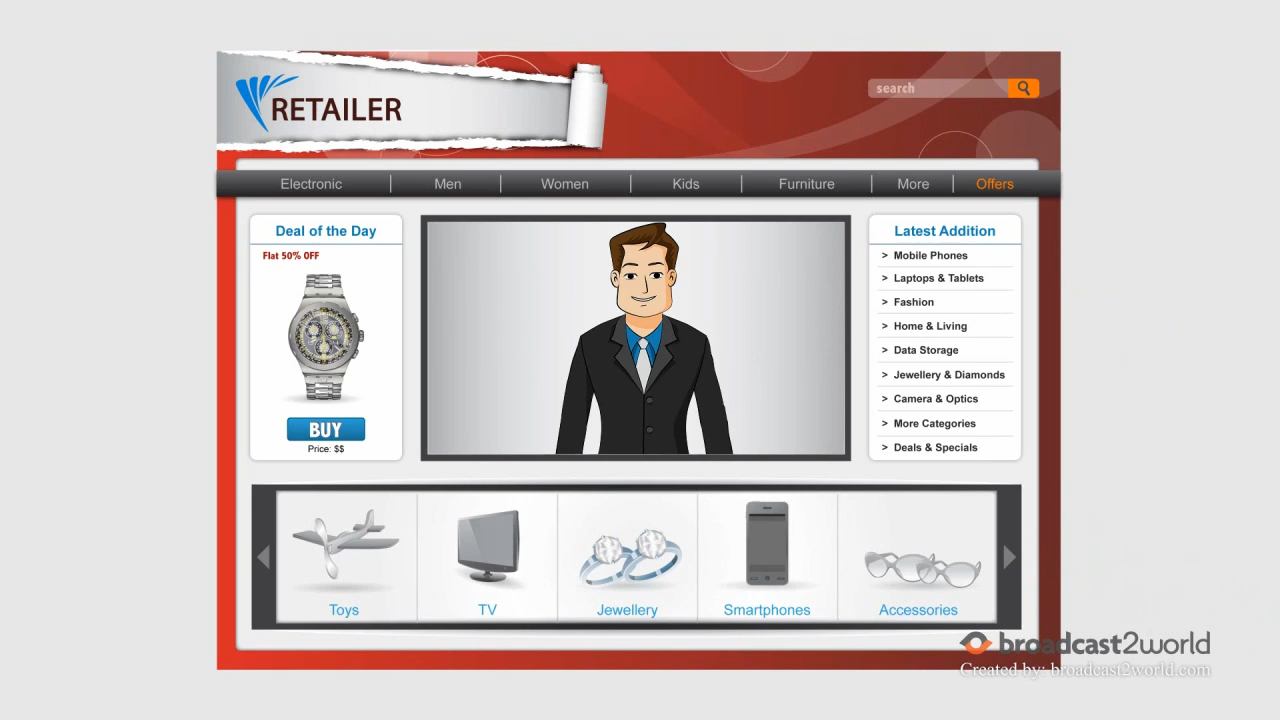 RETAILER
search
Electronic
Men
Women
Kids
Furniture
More
Offers
Deal of the Day
Flat 50% OFF
BUY
Price: $$
Latest Addition
> Mobile Phones
> Laptops & Tablets
> Fashion
> Home & Living
> Data Storage
> Jewellery & Diamonds
> Camera & Optics
> More Categories
> Deals & Specials
Toys
TV
Jewellery
Smartphones
Accessories
broadcast2world
Created by: broadcast2world.com